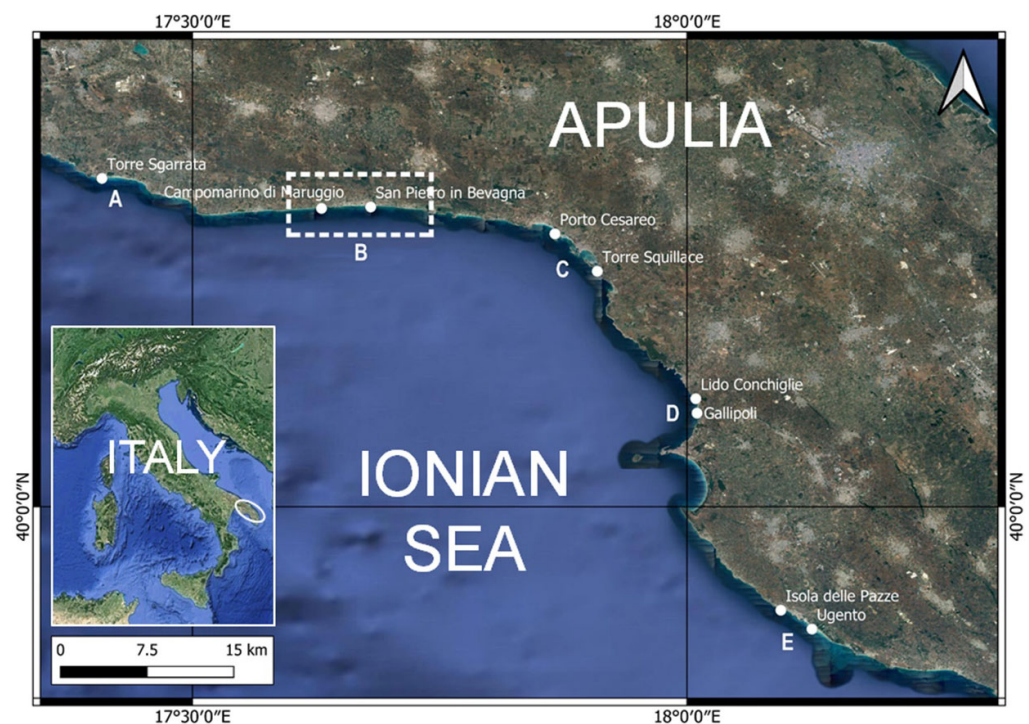 17°30′0″E
18°0′0″E
APULIA
Torre Sgarrata
A
Campomarino di Maruggio
San Pietro in Bevagna
B
Porto Cesareo
C
Torre Squillace
Lido Conchiglie
D
Gallipoli
ITALY
IONIAN
SEA
40°0′0″N
40°0′0″N
Isola delle Pazze
Ugento
E
0
7.5
15 km
17°30′0″E
18°0′0″E